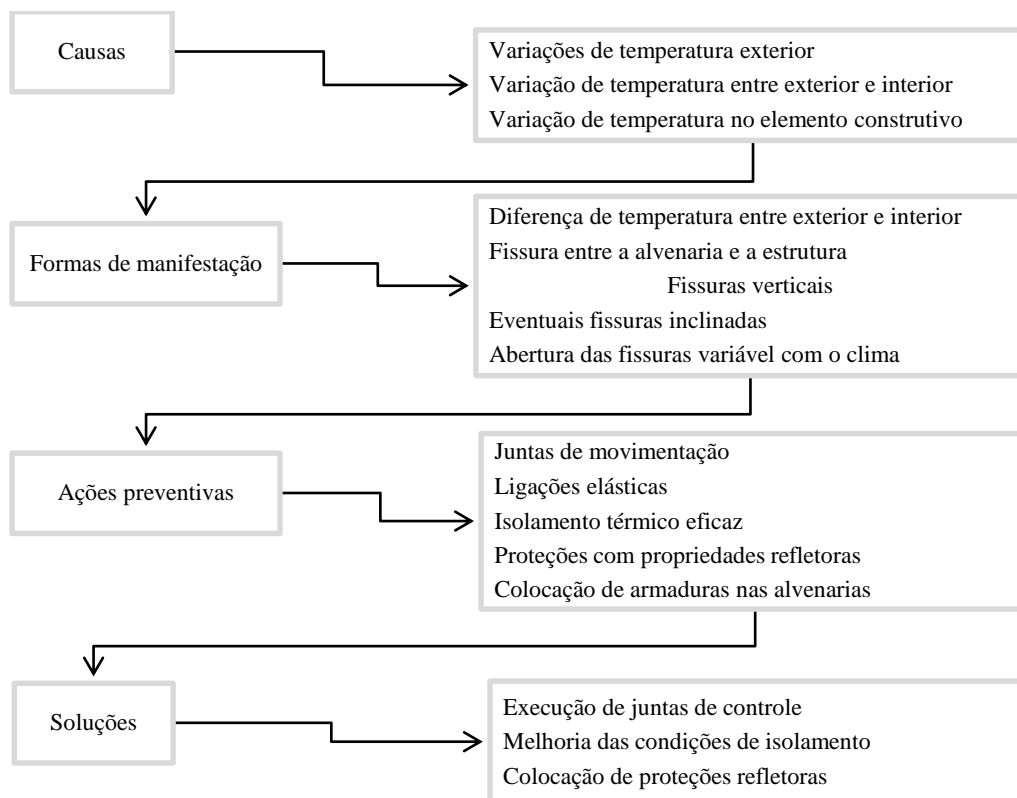 Causas
Variações de temperatura exterior
Variação de temperatura entre exterior e interior
Variação de temperatura no elemento construtivo
Formas de manifestação
Diferença de temperatura entre exterior e interior
Fissura entre a alvenaria e a estrutura
Fissuras verticais
Eventuais fissuras inclinadas
Abertura das fissuras variável com o clima
Ações preventivas
Juntas de movimentação
Ligações elásticas
Isolamento térmico eficaz
Proteções com propriedades refletoras
Colocação de armaduras nas alvenarias
Soluções
Execução de juntas de controle
Melhoria das condições de isolamento
Colocação de proteções refletoras